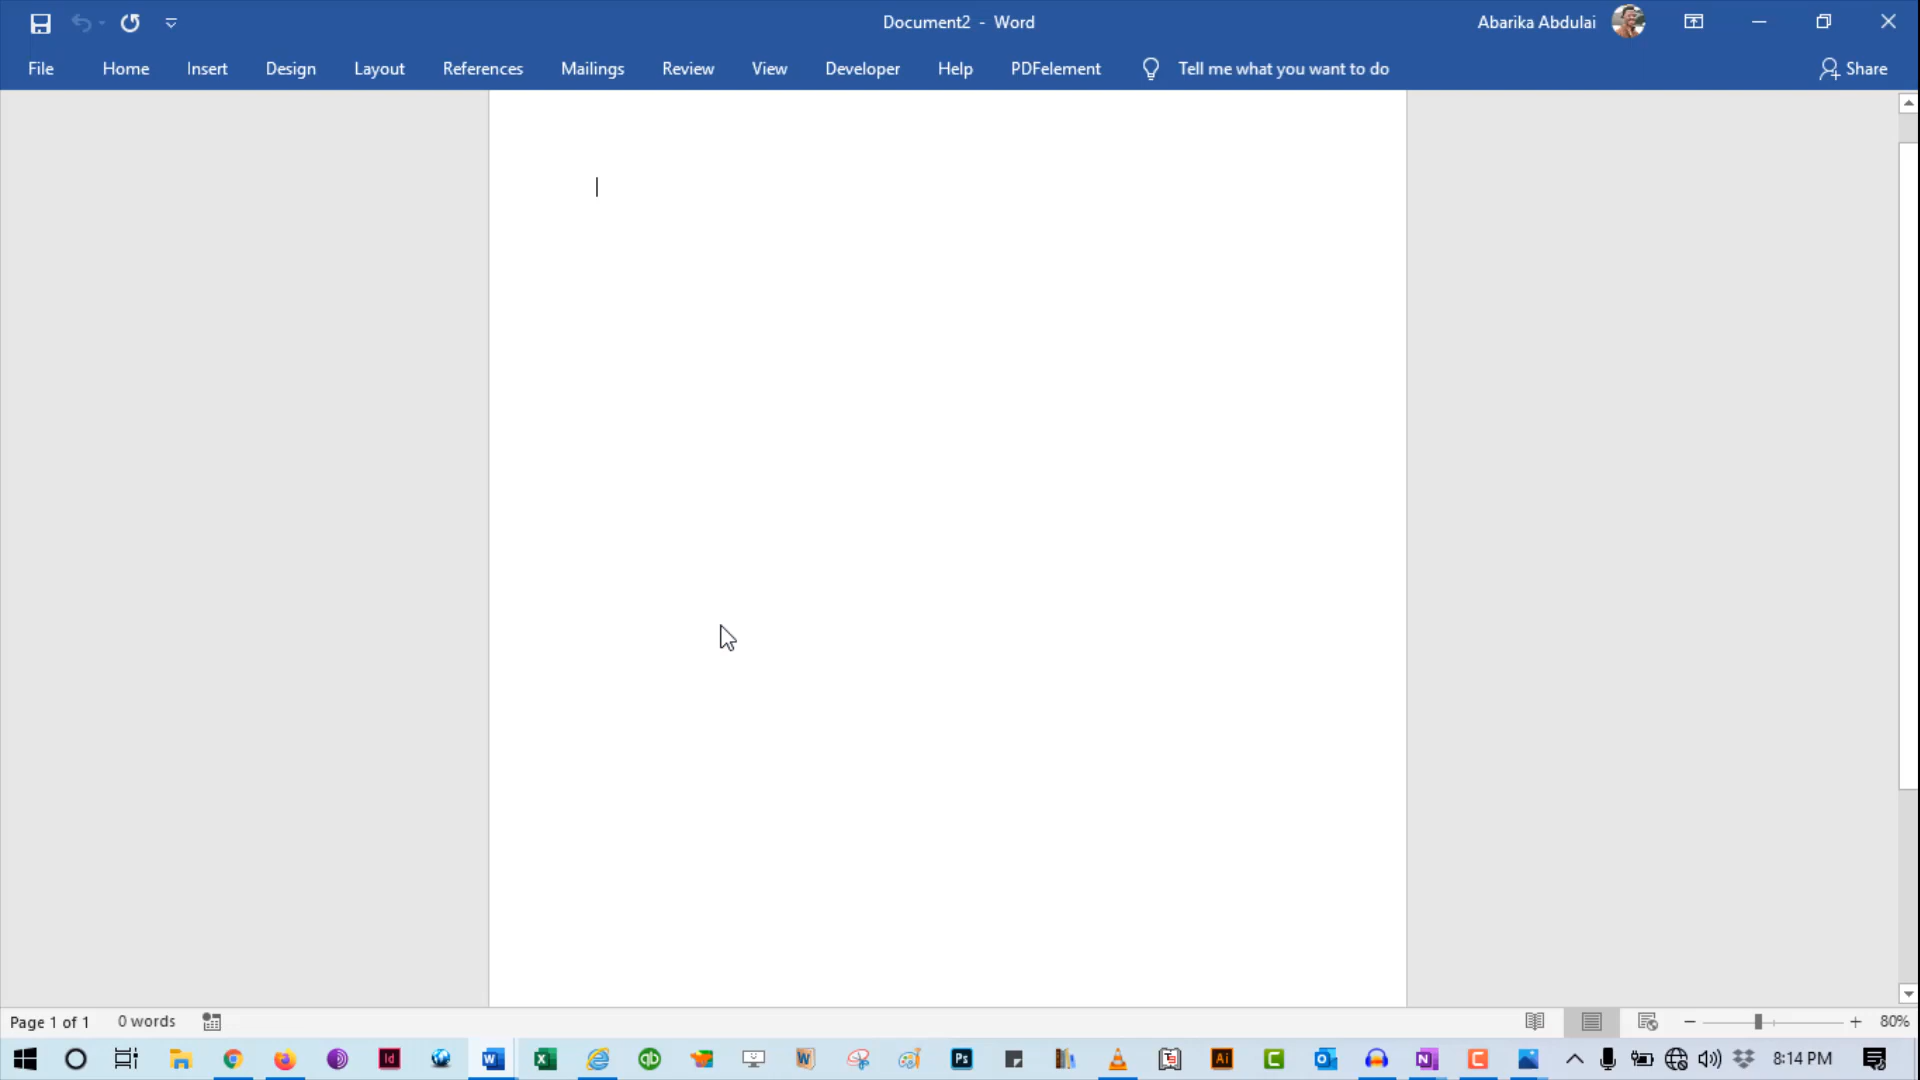 Document2 - Word
Abarika Abdulai
File Home Insert Design Layout References Mailings Review View Developer Help PDFelement Tell me what you want to do Share
Page 1 of 1 0 words 80%
8:14 PM